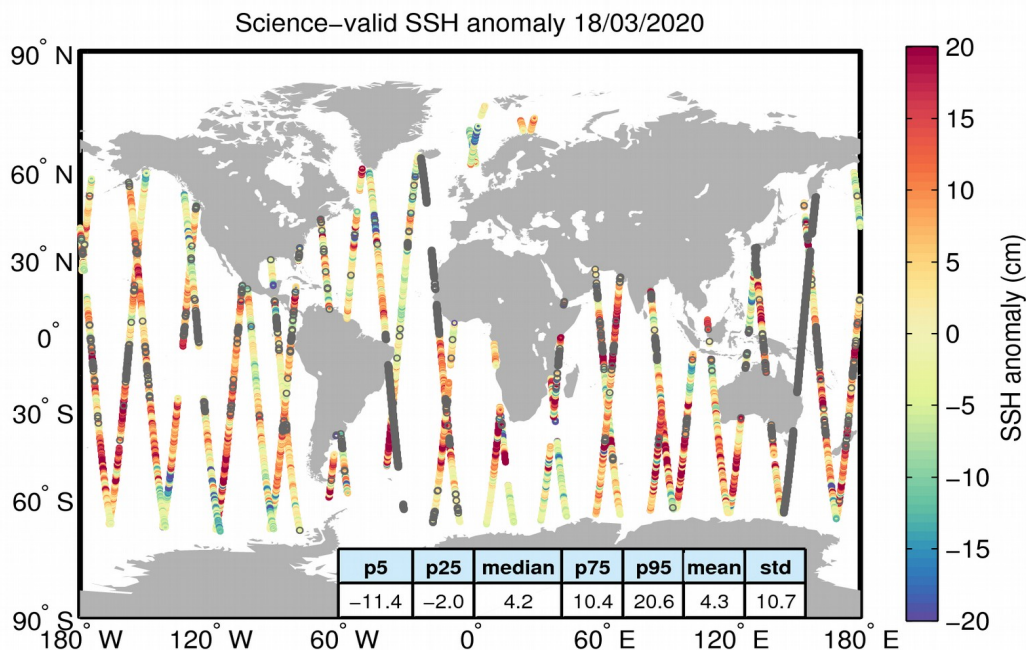 Science−valid SSH anomaly 18/03/2020
90° N
60° N
30° N
0°
30° S
60° S
90° S
180° W
120° W
60° W
0°
60° E
120° E
180° E
p5 p25 median p75 p95 mean std
−11.4 −2.0 4.2 10.4 20.6 4.3 10.7
20
15
10
5
0
−5
−10
−15
−20
SSH anomaly (cm)